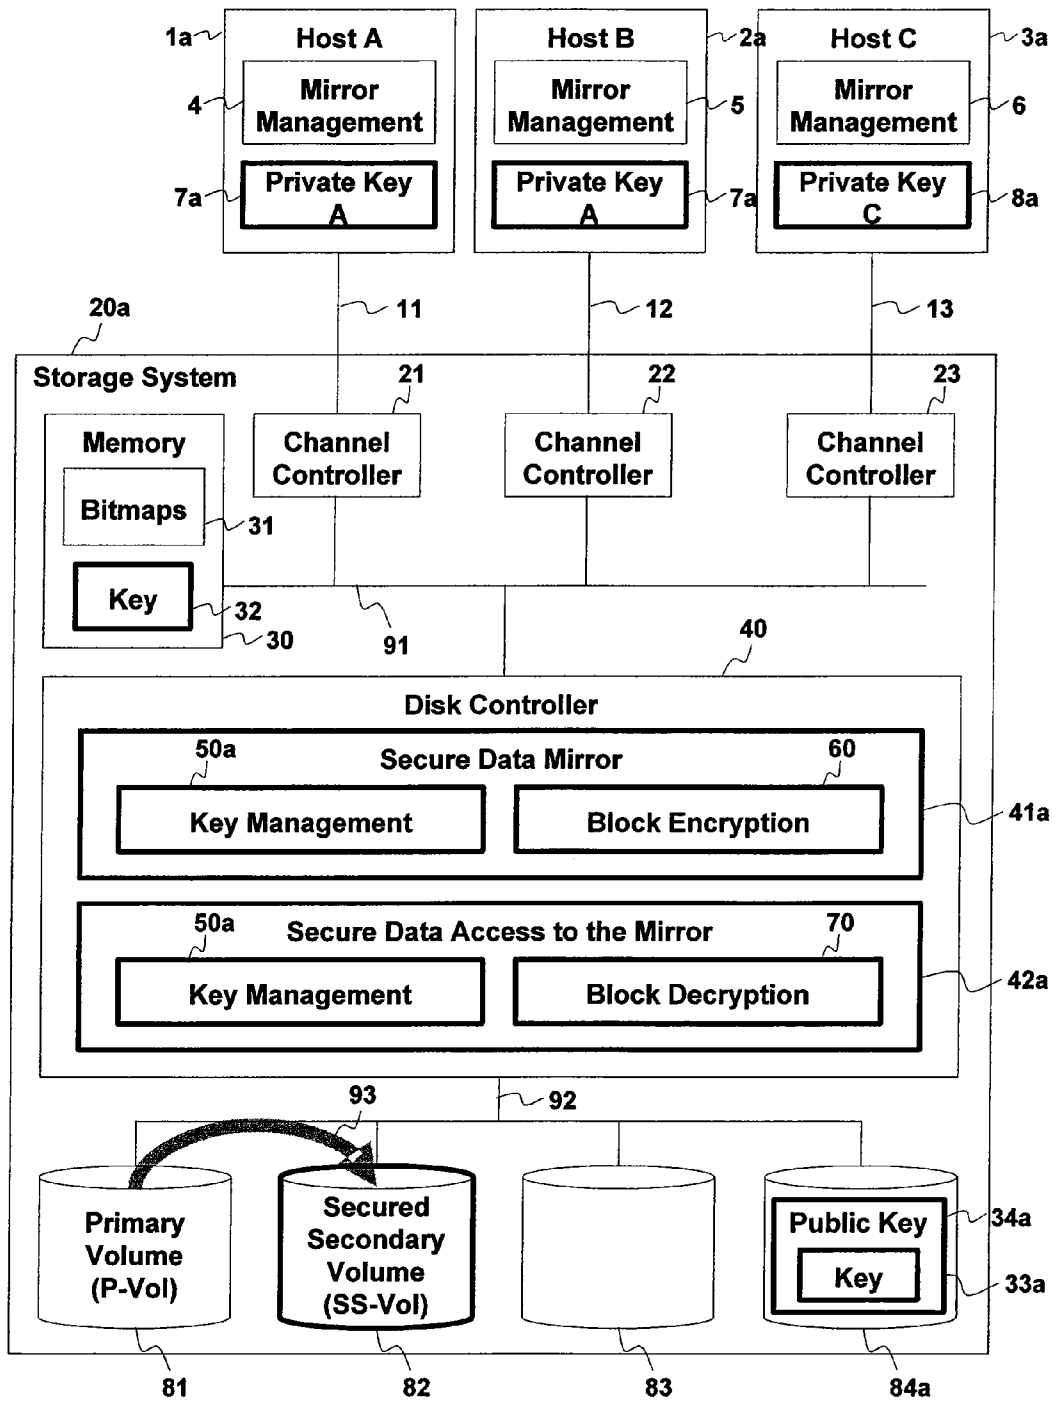 1a
Host A
Host B
2a
Host C
3a
4
Mirror
Management
Mirror
Management
5
Mirror
Management
6
7a
Private Key
A
Private Key
A
7a
Private Key
C
8a
11
12
13
20a
Storage System
21
22
23
Memory
Channel
Controller
Channel
Controller
Channel
Controller
Bitmaps
31
Key
32
30
91
40
Disk Controller
50a
Secure Data Mirror
60
Key Management
Block Encryption
41a
50a
Secure Data Access to the Mirror
70
Key Management
Block Decryption
42a
93
92
Primary
Volume
(P-Vol)
Secured
Secondary
Volume
(SS-Vol)
Public Key
34a
Key
33a
81
82
83
84a